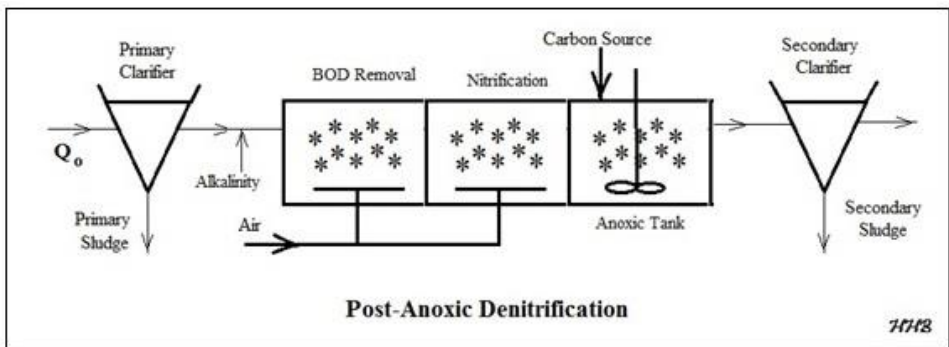 Primary
Clarifier
BOD Removal
Nitrification
Carbon Source
Secondary
Clarifier
Qo
Alkalinity
Air
Primary
Sludge
Anoxic Tank
Secondary
Sludge
Post-Anoxic Denitrification
HHB